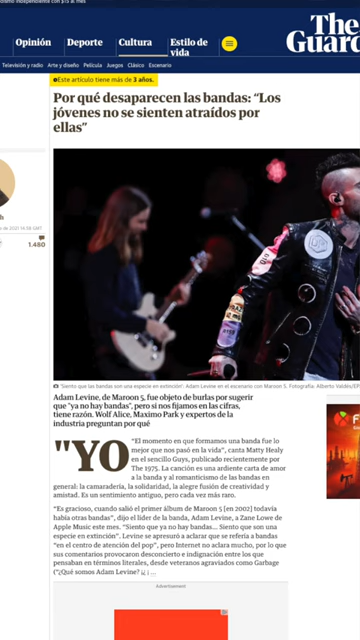 independiente con $75 al mes
Opinión
Deporte
Cultura
Estilo de
vida
The
Guar
Televisión y radio Arte y diseño Película Juegos Clásico Escenario
Este artículo tiene más de 3 años.
Por qué desaparecen las bandas: “Los
jóvenes no se sienten atraídos por
ellas”
de 2021 14.58 GMT
1.480
'Siento que las bandas son una especie en extinción': Adam Levine en el escenario con Maroon 5. Fotografía: Alberto Valdés/EP
Adam Levine, de Maroon 5, fue objeto de burlas por sugerir
que "ya no hay bandas", pero si nos fijamos en las cifras,
tiene razón. Wolf Alice, Maximo Park y expertos de la
industria preguntan por qué
"YO
"El momento en que formamos una banda fue lo
mejor que nos pasó en la vida", canta Matty Healy
en el sencillo Guys, publicado recientemente por
The 1975. La canción es una ardiente carta de amor
a la banda y al romanticismo de las bandas en
general: la camaradería, la solidaridad, la alegre fusión de creatividad y
amistad. Es un sentimiento antiguo, pero cada vez más raro.
“Es gracioso, cuando salió el primer álbum de Maroon 5 [en 2002] todavía
había otras bandas”, dijo el líder de la banda, Adam Levine, a Zane Lowe de
Apple Music este mes. “Siento que ya no hay bandas... Siento que son una
especie en extinción”. Levine se apresuró a aclarar que se refería a bandas
“en el centro de atención del pop”, pero Internet no aclara mucho, por lo que
sus comentarios provocaron desconcierto e indignación entre los que
pensaban en términos literales, desde veteranos agraviados como Garbage
(“¿Qué somos Adam Levine? ¿¡ ...
Advertisement